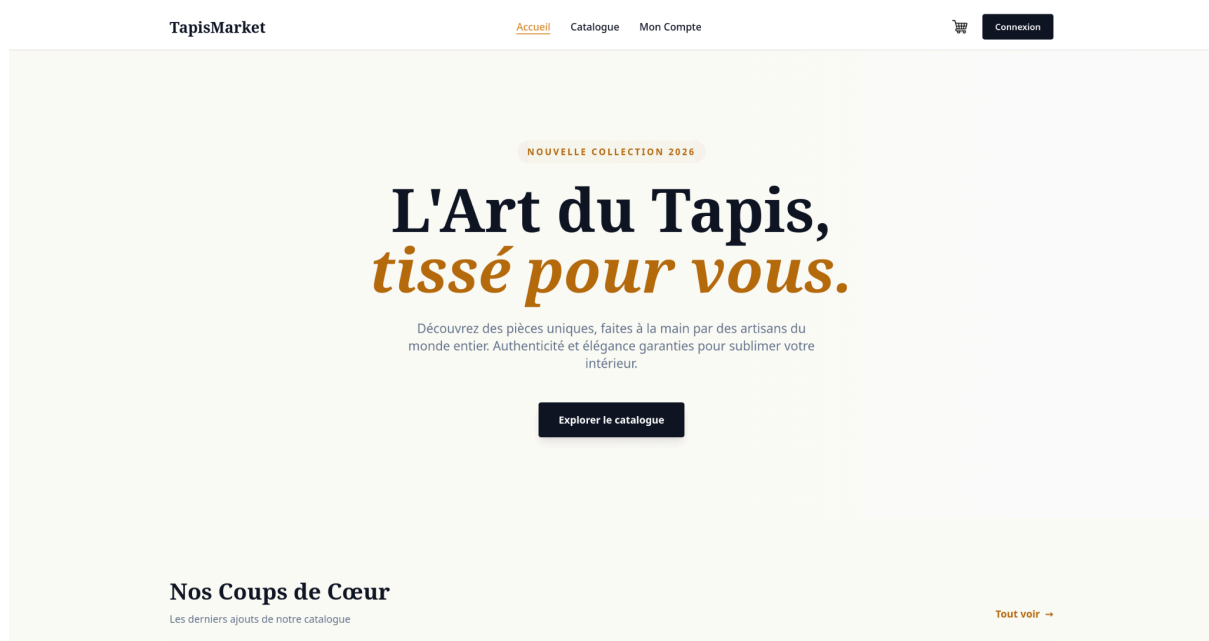 TapisMarket
Accueil
Catalogue
Mon Compte
Connexion
NOUVELLE COLLECTION 2026
L'Art du Tapis,
tissé pour vous.
Découvrez des pièces uniques, faites à la main par des artisans du
monde entier. Authenticité et élégance garanties pour sublimer votre
intérieur.
Explorer le catalogue
Nos Coups de Cœur
Les derniers ajouts de notre catalogue
Tout voir →